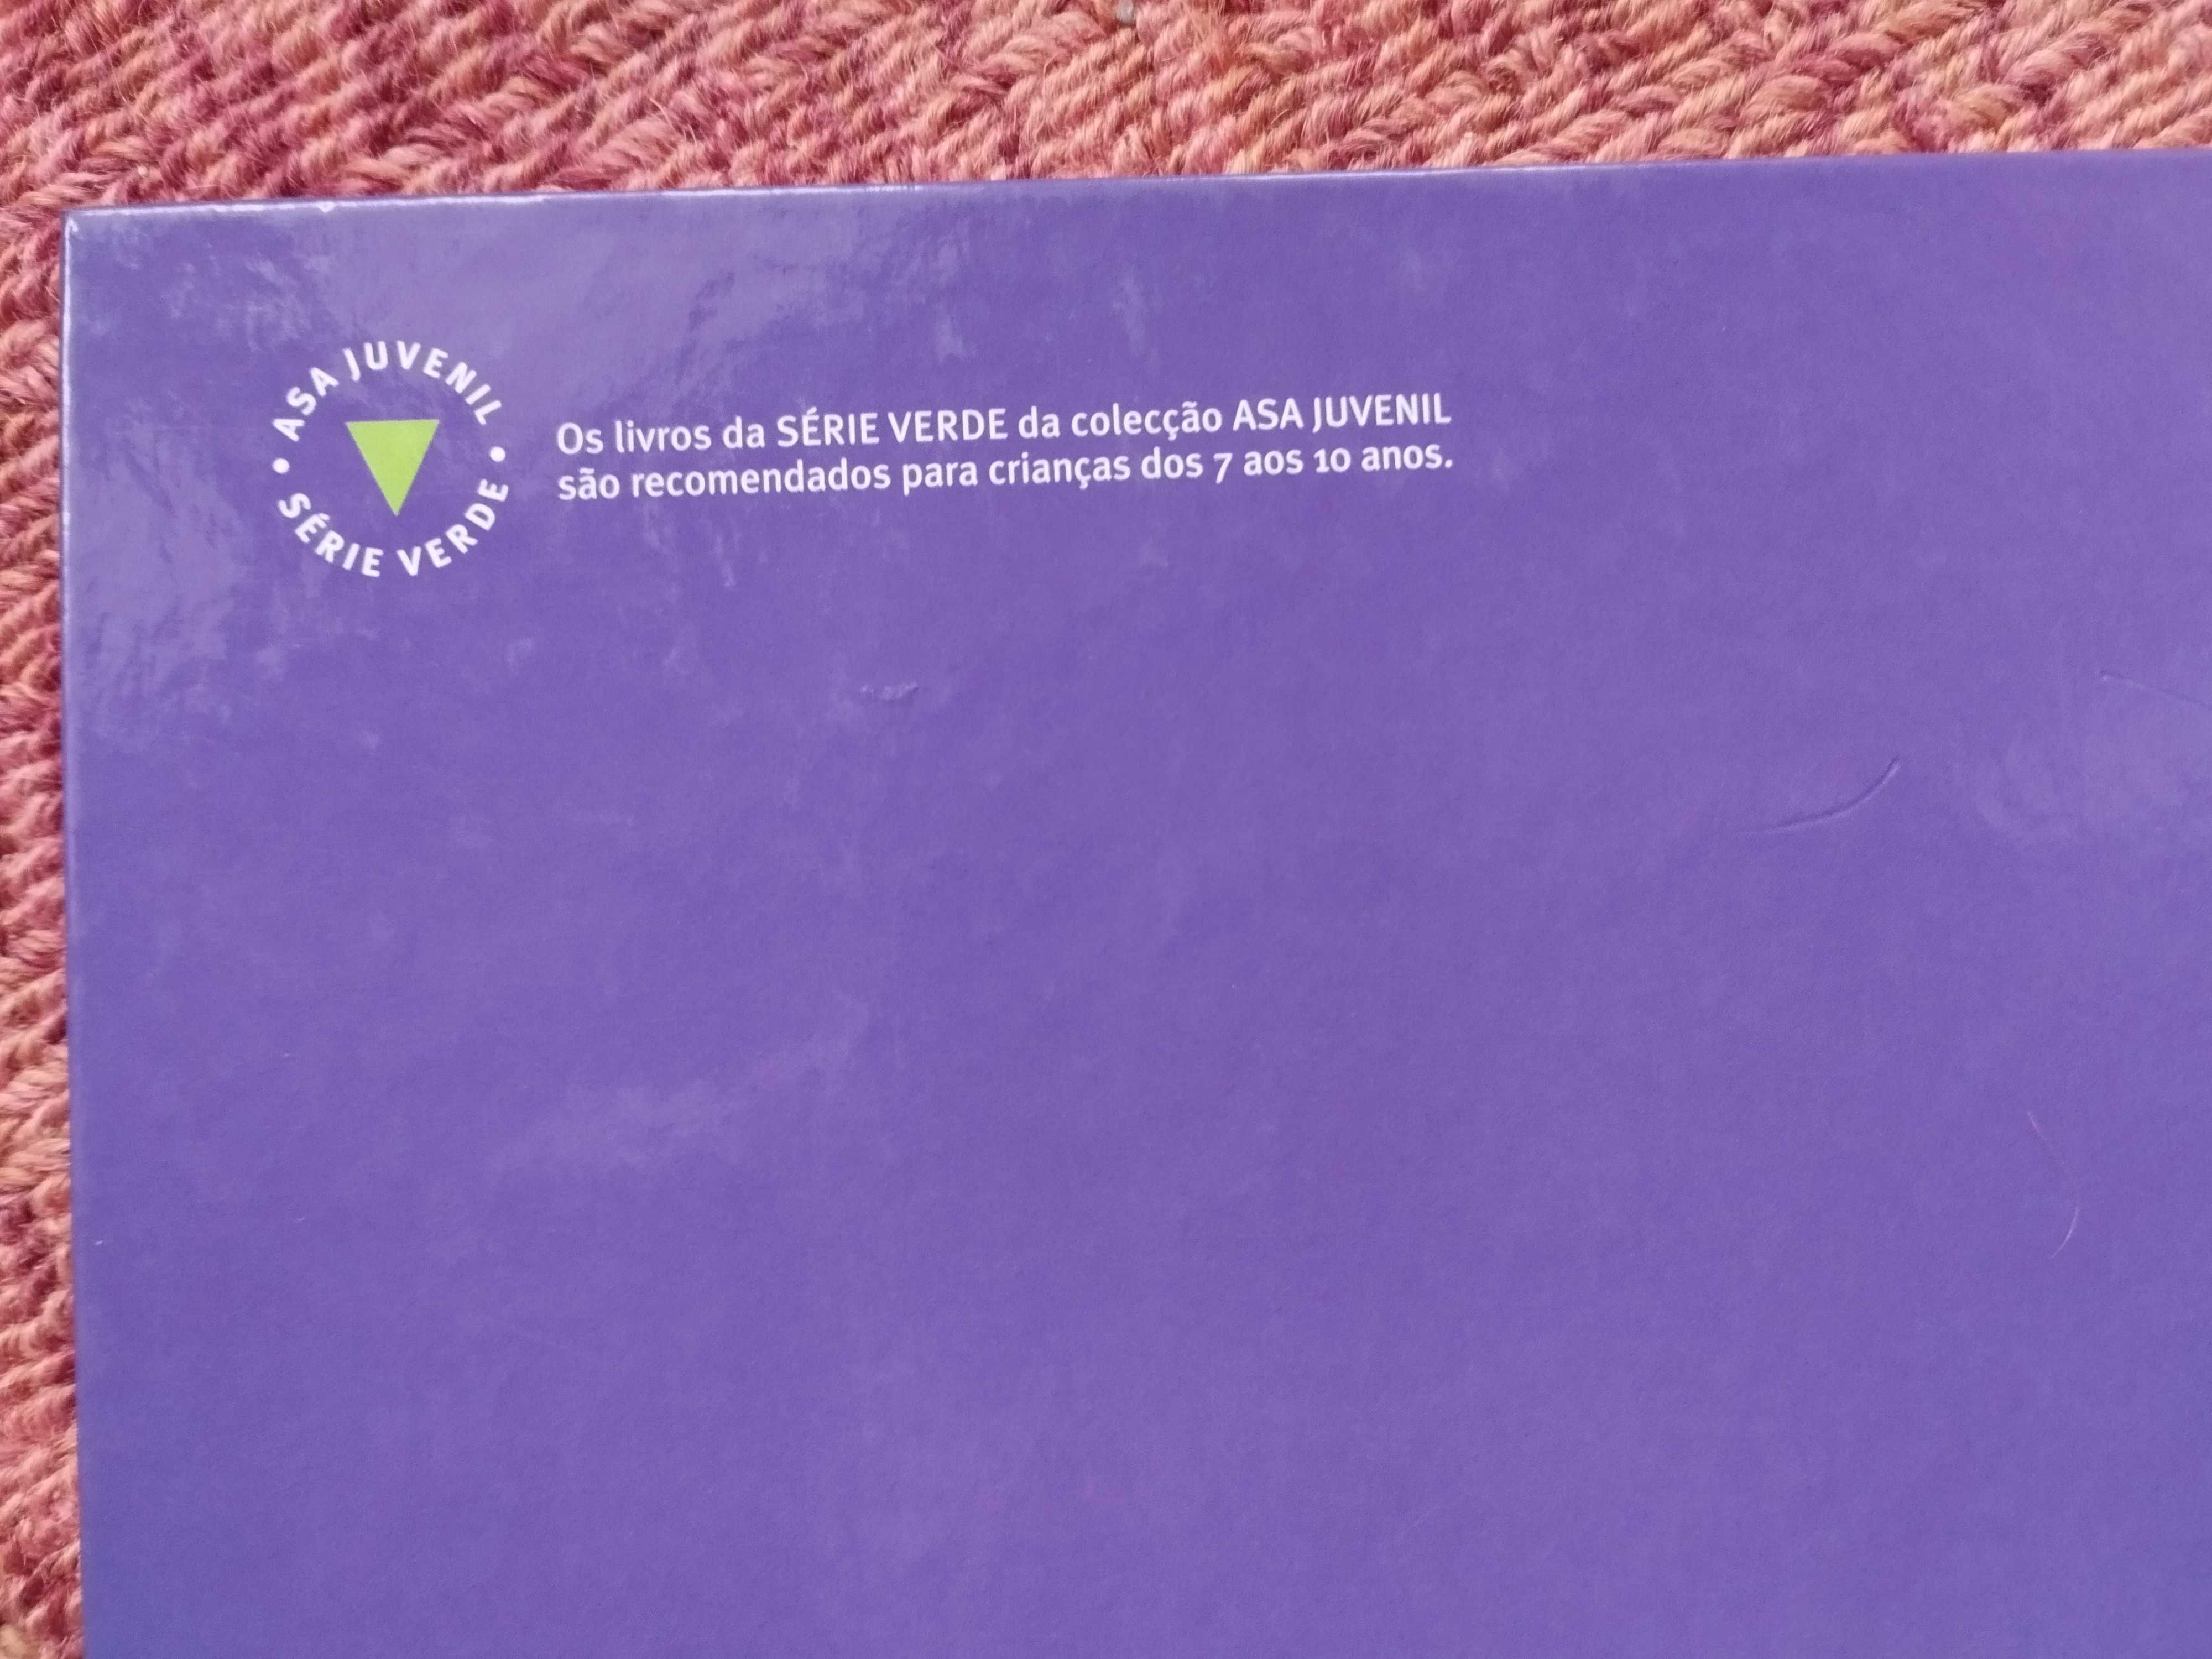 ASA JUVENIL
SÉRIE VERDE
Os livros da SÉRIE VERDE da colecção ASA JUVENIL
são recomendados para crianças dos 7 aos 10 anos.